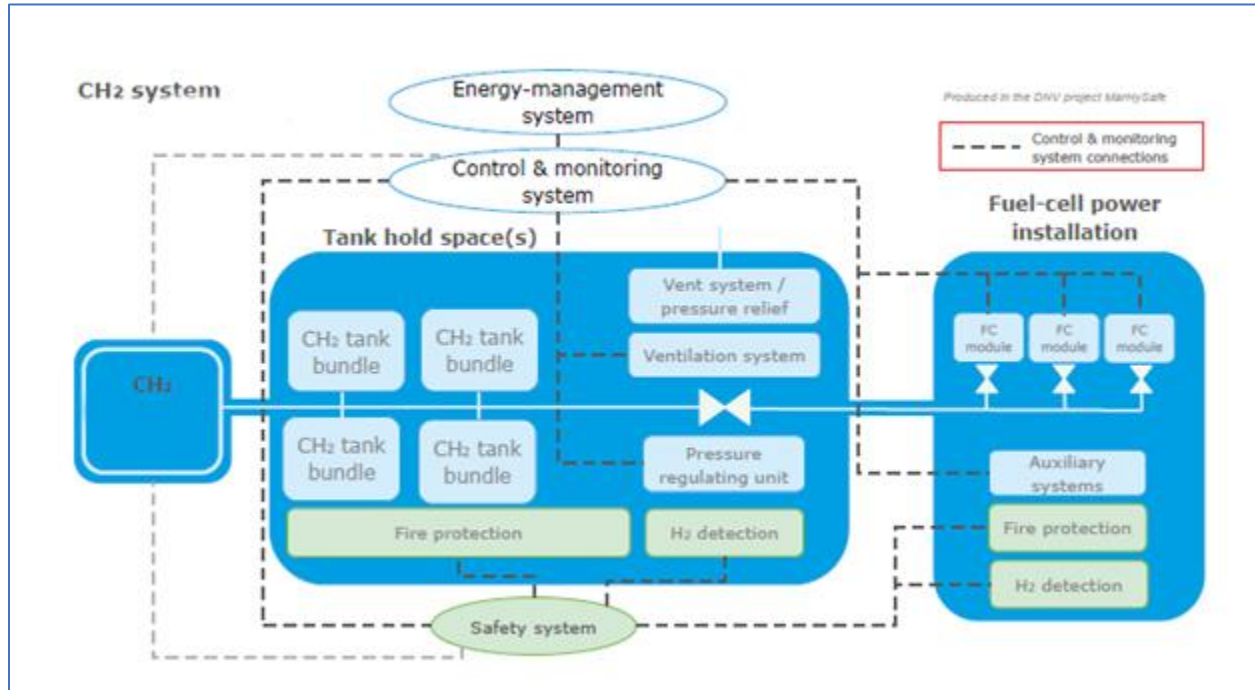 CH₂ system
Energy-management
system
Produced in the DNV project MarHySafe
Control & monitoring
system connections
Control & monitoring
system
Fuel-cell power
installation
Tank hold space(s)
Vent system /
pressure relief
CH₂ tank
bundle
CH₂ tank
bundle
Ventilation system
FC
module
FC
module
FC
module
CH₂
CH₂ tank
bundle
CH₂ tank
bundle
Pressure
regulating unit
Auxiliary
systems
Fire protection
H₂ detection
Fire protection
H₂ detection
Safety system